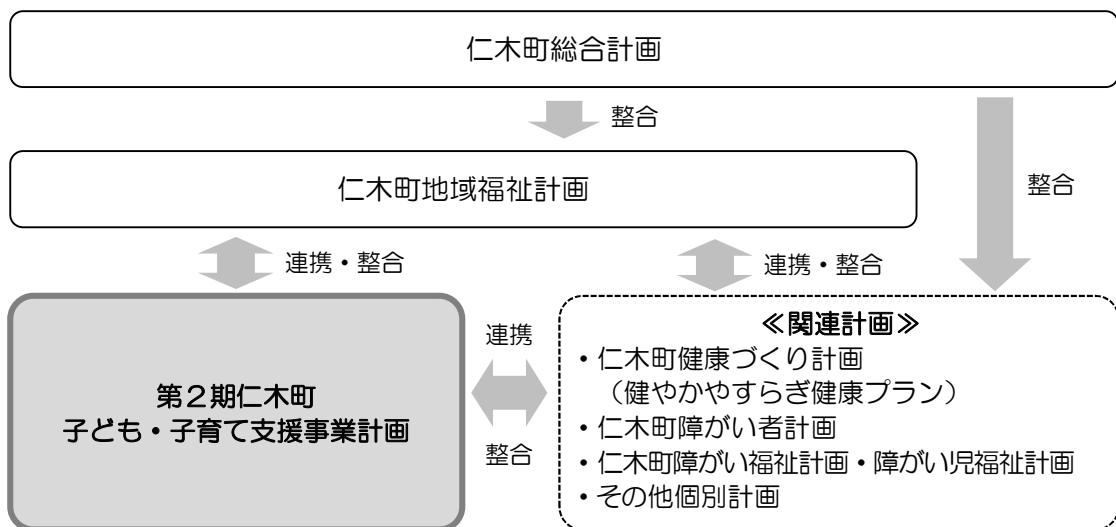 仁木町総合計画
整合
仁木町地域福祉計画
整合
連携・整合
連携・整合
第２期仁木町
子ども・子育て支援事業計画
連携
整合
≪関連計画≫
・仁木町健康づくり計画
（健やかやすらぎ健康プラン）
・仁木町障がい者計画
・仁木町障がい福祉計画・障がい児福祉計画
・その他個別計画